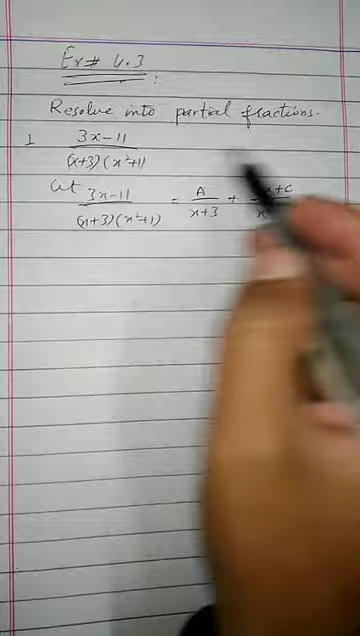 Ex# 4.3
Resolve into partial fractions.
1 3x-11
(x+3)(x²+1)
Let 3x-11 / (x+3)(x²+1) = A / x+3 + x+C / x